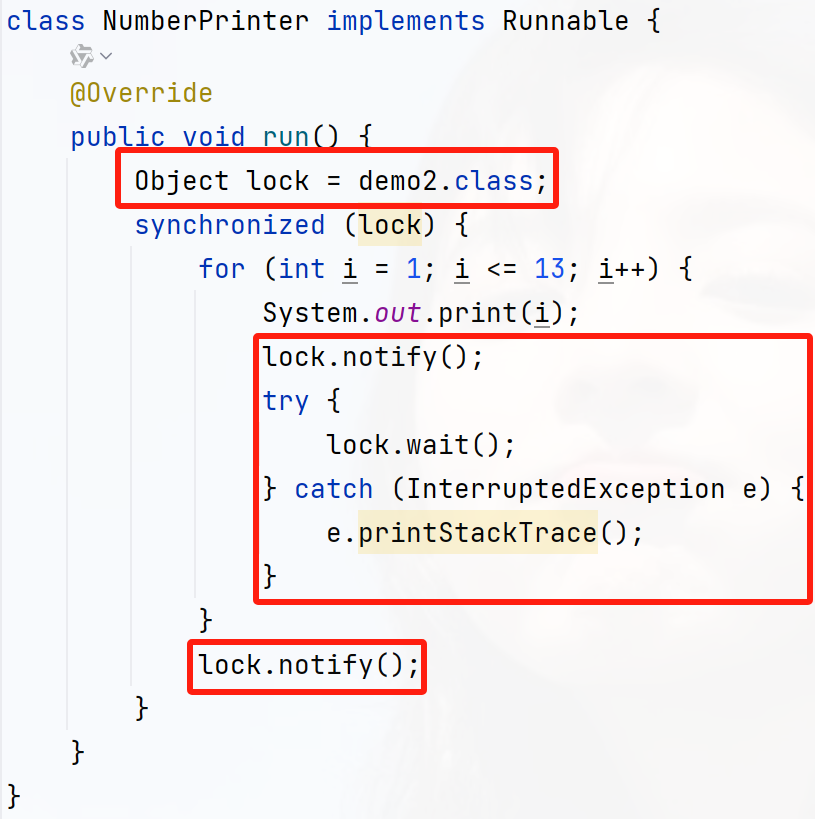 class NumberPrinter implements Runnable {
@Override
public void run() {
Object lock = demo2.class;
synchronized (lock) {
for (int i = 1; i <= 13; i++) {
System.out.print(i);
lock.notify();
try {
lock.wait();
} catch (InterruptedException e) {
e.printStackTrace();
}
}
lock.notify();
}
}
}